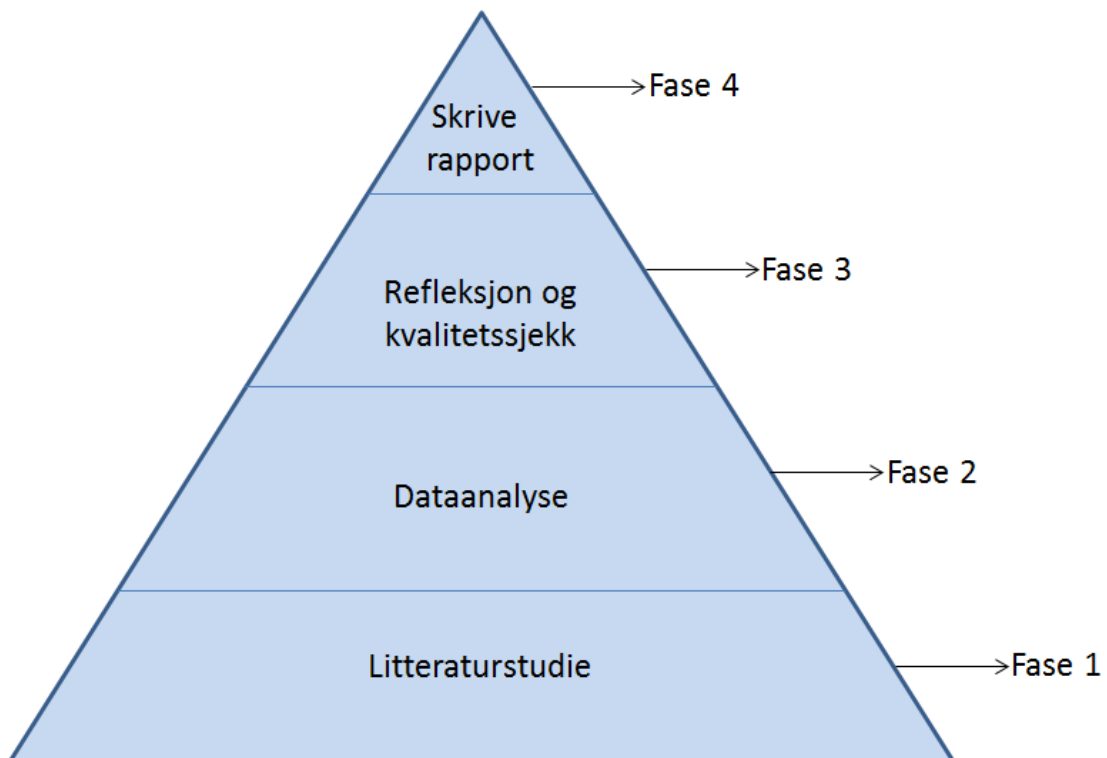 Fase 4
Skrive
rapport
Fase 3
Refleksjon og
kvalitetssjekk
Fase 2
Dataanalyse
Litteraturstudie
Fase 1